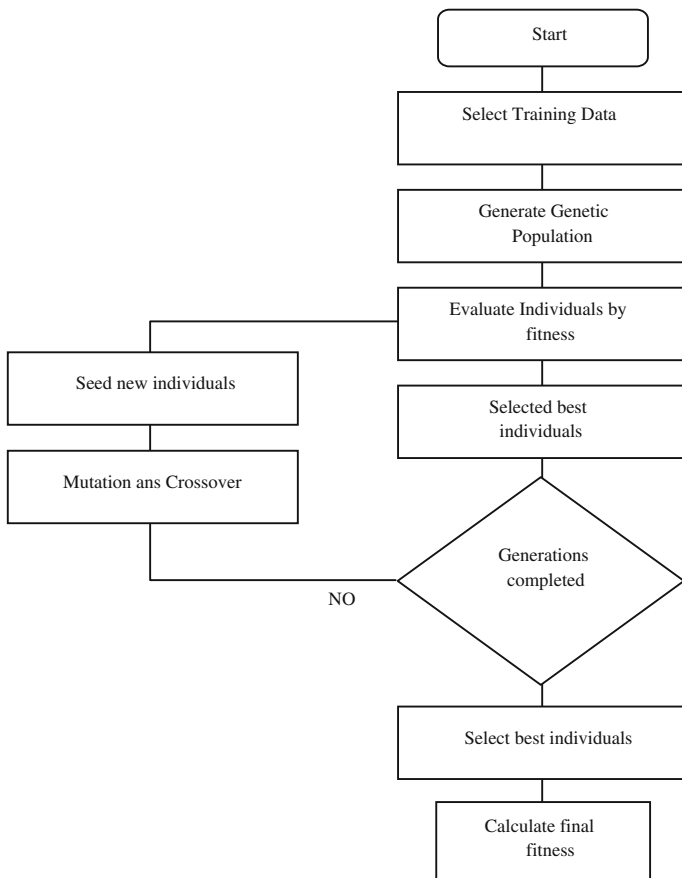 Start
Select Training Data
Generate Genetic
Population
Evaluate Individuals by
fitness
Seed new individuals
Selected best
individuals
Mutation ans Crossover
Generations
completed
NO
Select best individuals
Calculate final
fitness